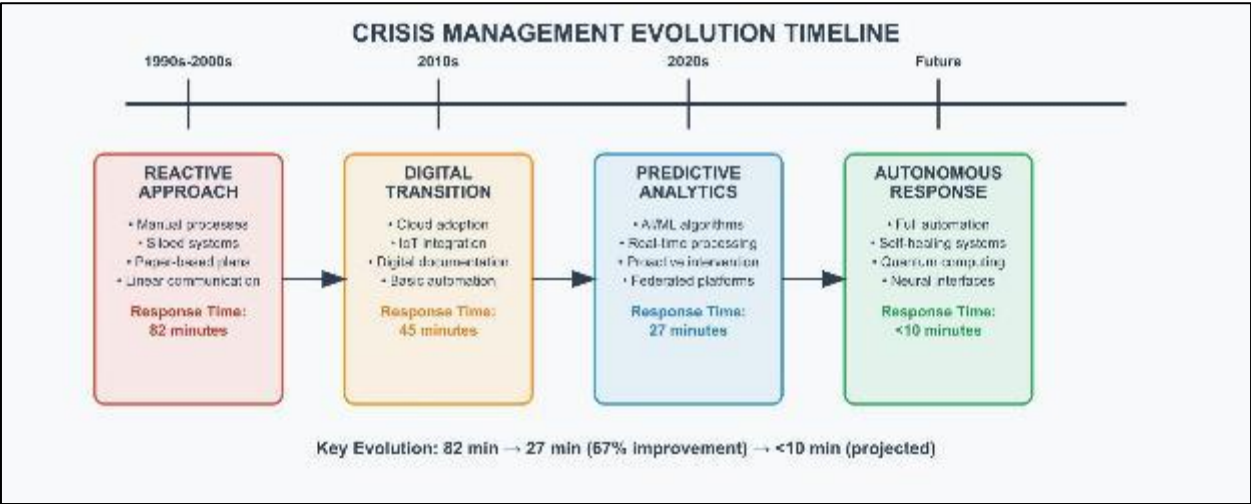 CRISIS MANAGEMENT EVOLUTION TIMELINE
1990s-2000s
2010s
2020s
Future
REACTIVE
APPROACH
• Manual processes
• Siloed systems
• Paper-based plans
• Linear communication
Response Time:
82 minutes
DIGITAL
TRANSITION
• Cloud adoption
• IoT integration
• Digital documentation
• Basic automation
Response Time:
45 minutes
PREDICTIVE
ANALYTICS
• AI/ML algorithms
• Real-time processing
• Proactive intervention
• Federated platforms
Response Time:
27 minutes
AUTONOMOUS
RESPONSE
• Full automation
• Self-healing systems
• Quantum computing
• Neural interfaces
Response Time:
<10 minutes
Key Evolution: 82 min → 27 min (67% improvement) → <10 min (projected)